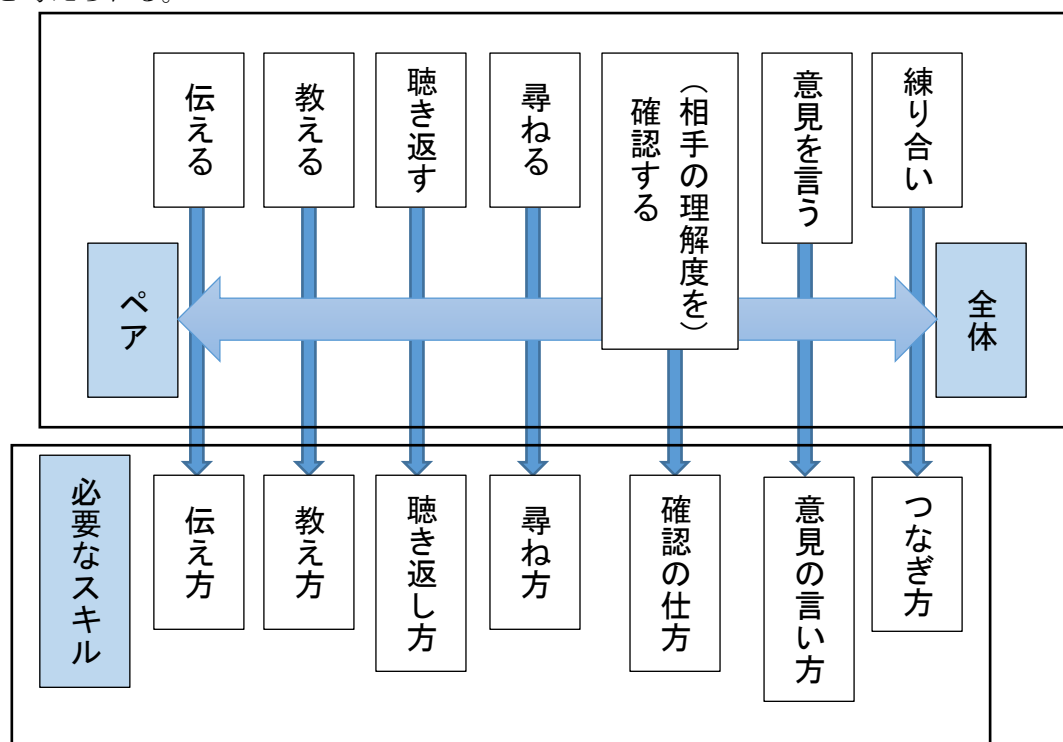 伝える
教える
聴き返す
尋ねる
（相手の理解度を）
確認する
意見を言う
練り合い
ペア
全体
必要なスキル
伝え方
教え方
聴き返し方
尋ね方
確認の仕方
意見の言い方
つなぎ方